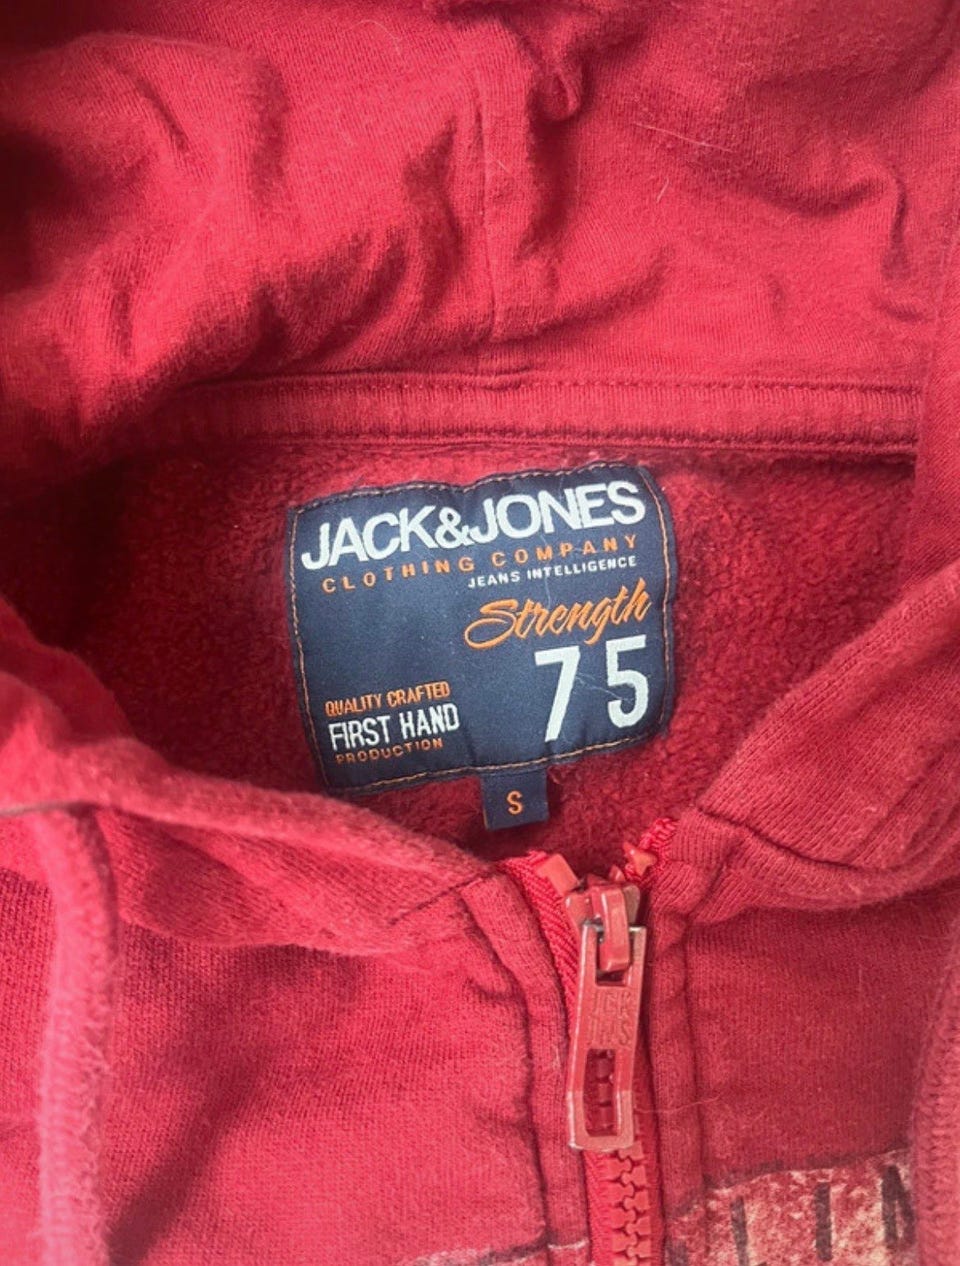 JACK&JONES
CLOTHING COMPANY
JEANS INTELLIGENCE
Strength
75
QUALITY CRAFTED
FIRST HAND
PRODUCTION
S